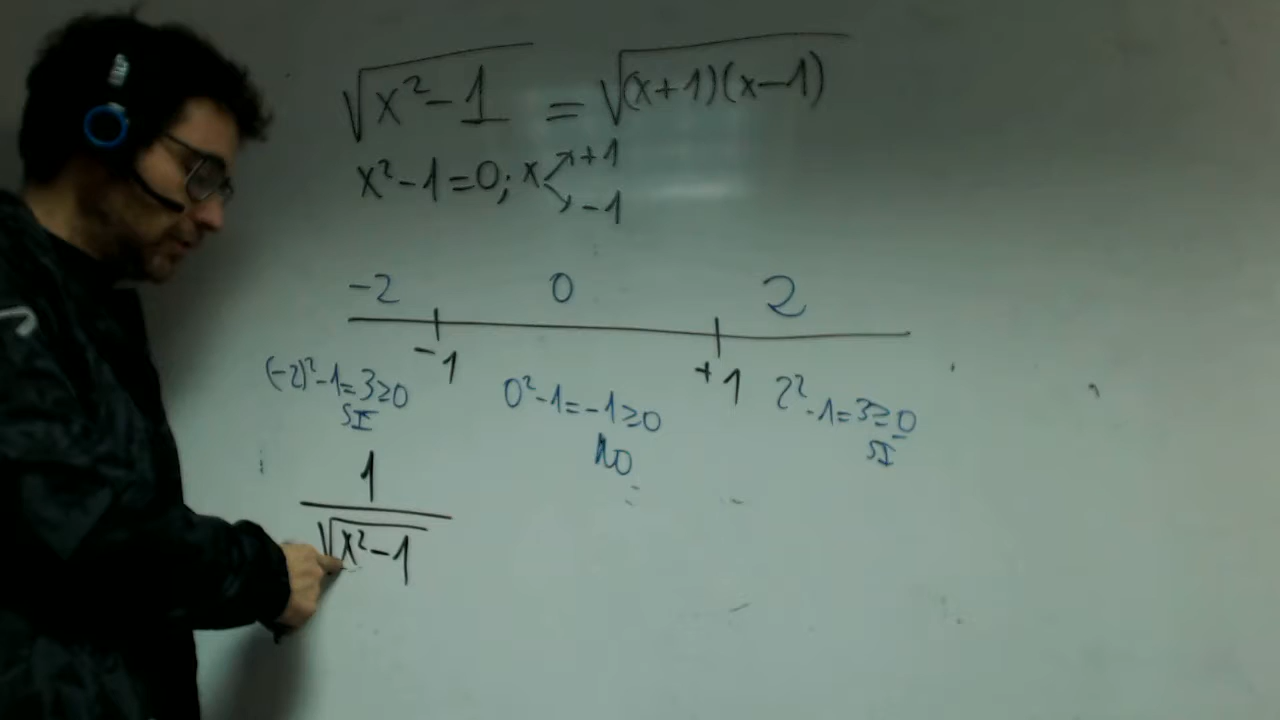 √(x²-1) = √((x+1)(x-1))
x²-1=0; x ↗+1 ↘-1
-2 0 2
-1 +1
(-2)²-1=3≥0 0²-1=-1≥0 2²-1=3≥0
SI NO SI
1
√(x²-1)